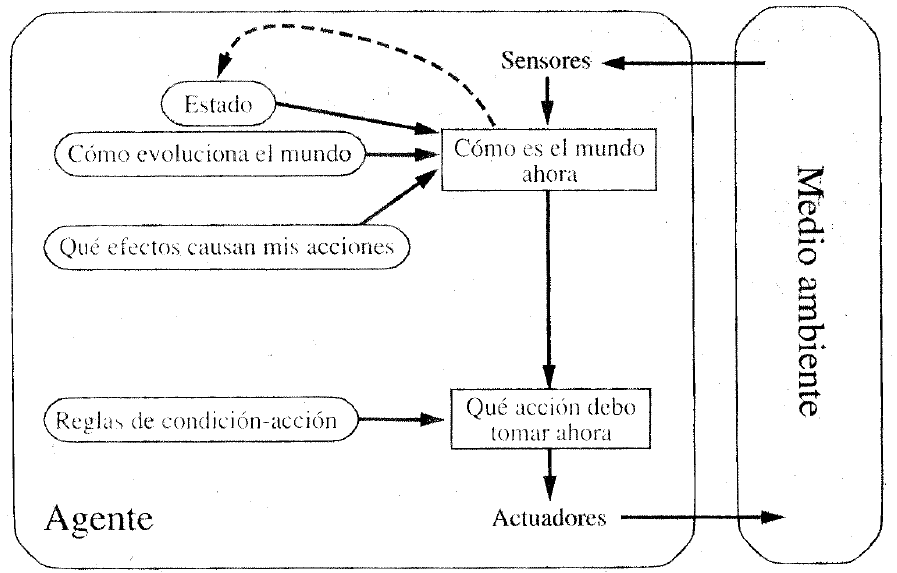 Sensores
Estado
Cómo evoluciona el mundo
Cómo es el mundo
ahora
Qué efectos causan mis acciones
Reglas de condición-acción
Qué acción debo
tomar ahora
Agente
Actuadores
Medio ambiente